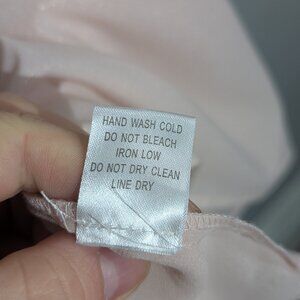 HAND WASH COLD
DO NOT BLEACH
IRON LOW
DO NOT DRY CLEAN
LINE DRY